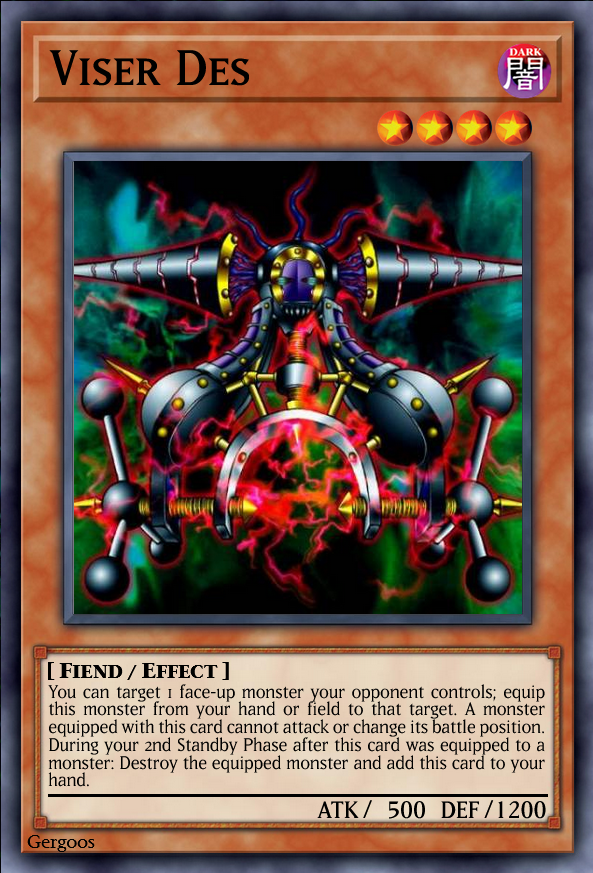 Viser Des
DARK
闇
[ Fiend / Effect ]
You can target 1 face-up monster your opponent controls; equip
this monster from your hand or field to that target. A monster
equipped with this card cannot attack or change its battle position.
During your 2nd Standby Phase after this card was equipped to a
monster: Destroy the equipped monster and add this card to your
hand.
ATK / 500 DEF /1200
Gergoos